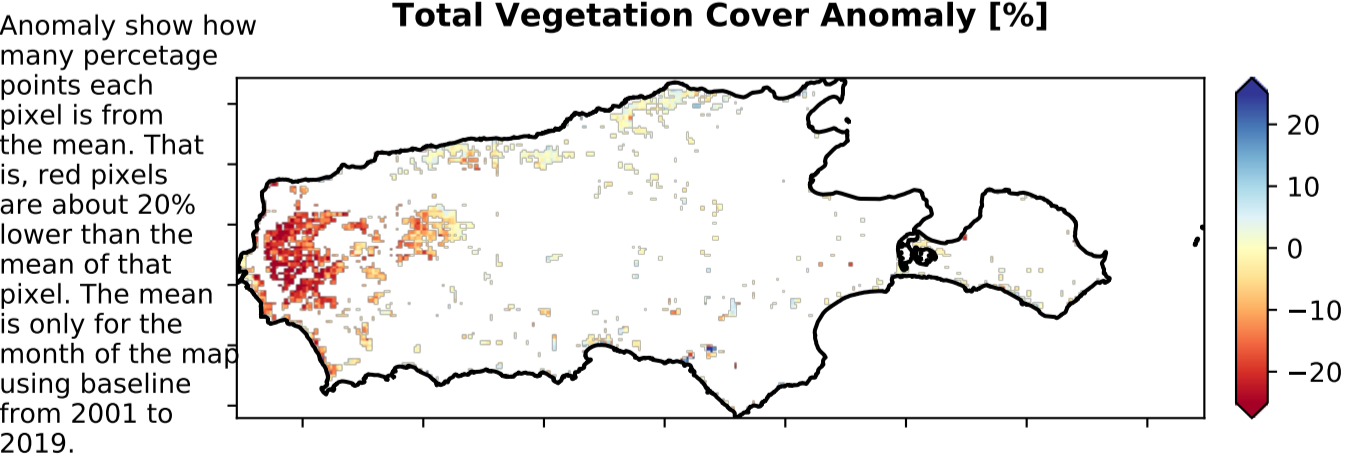 Total Vegetation Cover Anomaly [%]
Anomaly show how
many percetage
points each
pixel is from
the mean. That
is, red pixels
are about 20%
lower than the
mean of that
pixel. The mean
is only for the
month of the map
using baseline
from 2001 to
2019.
20
10
0
−10
−20